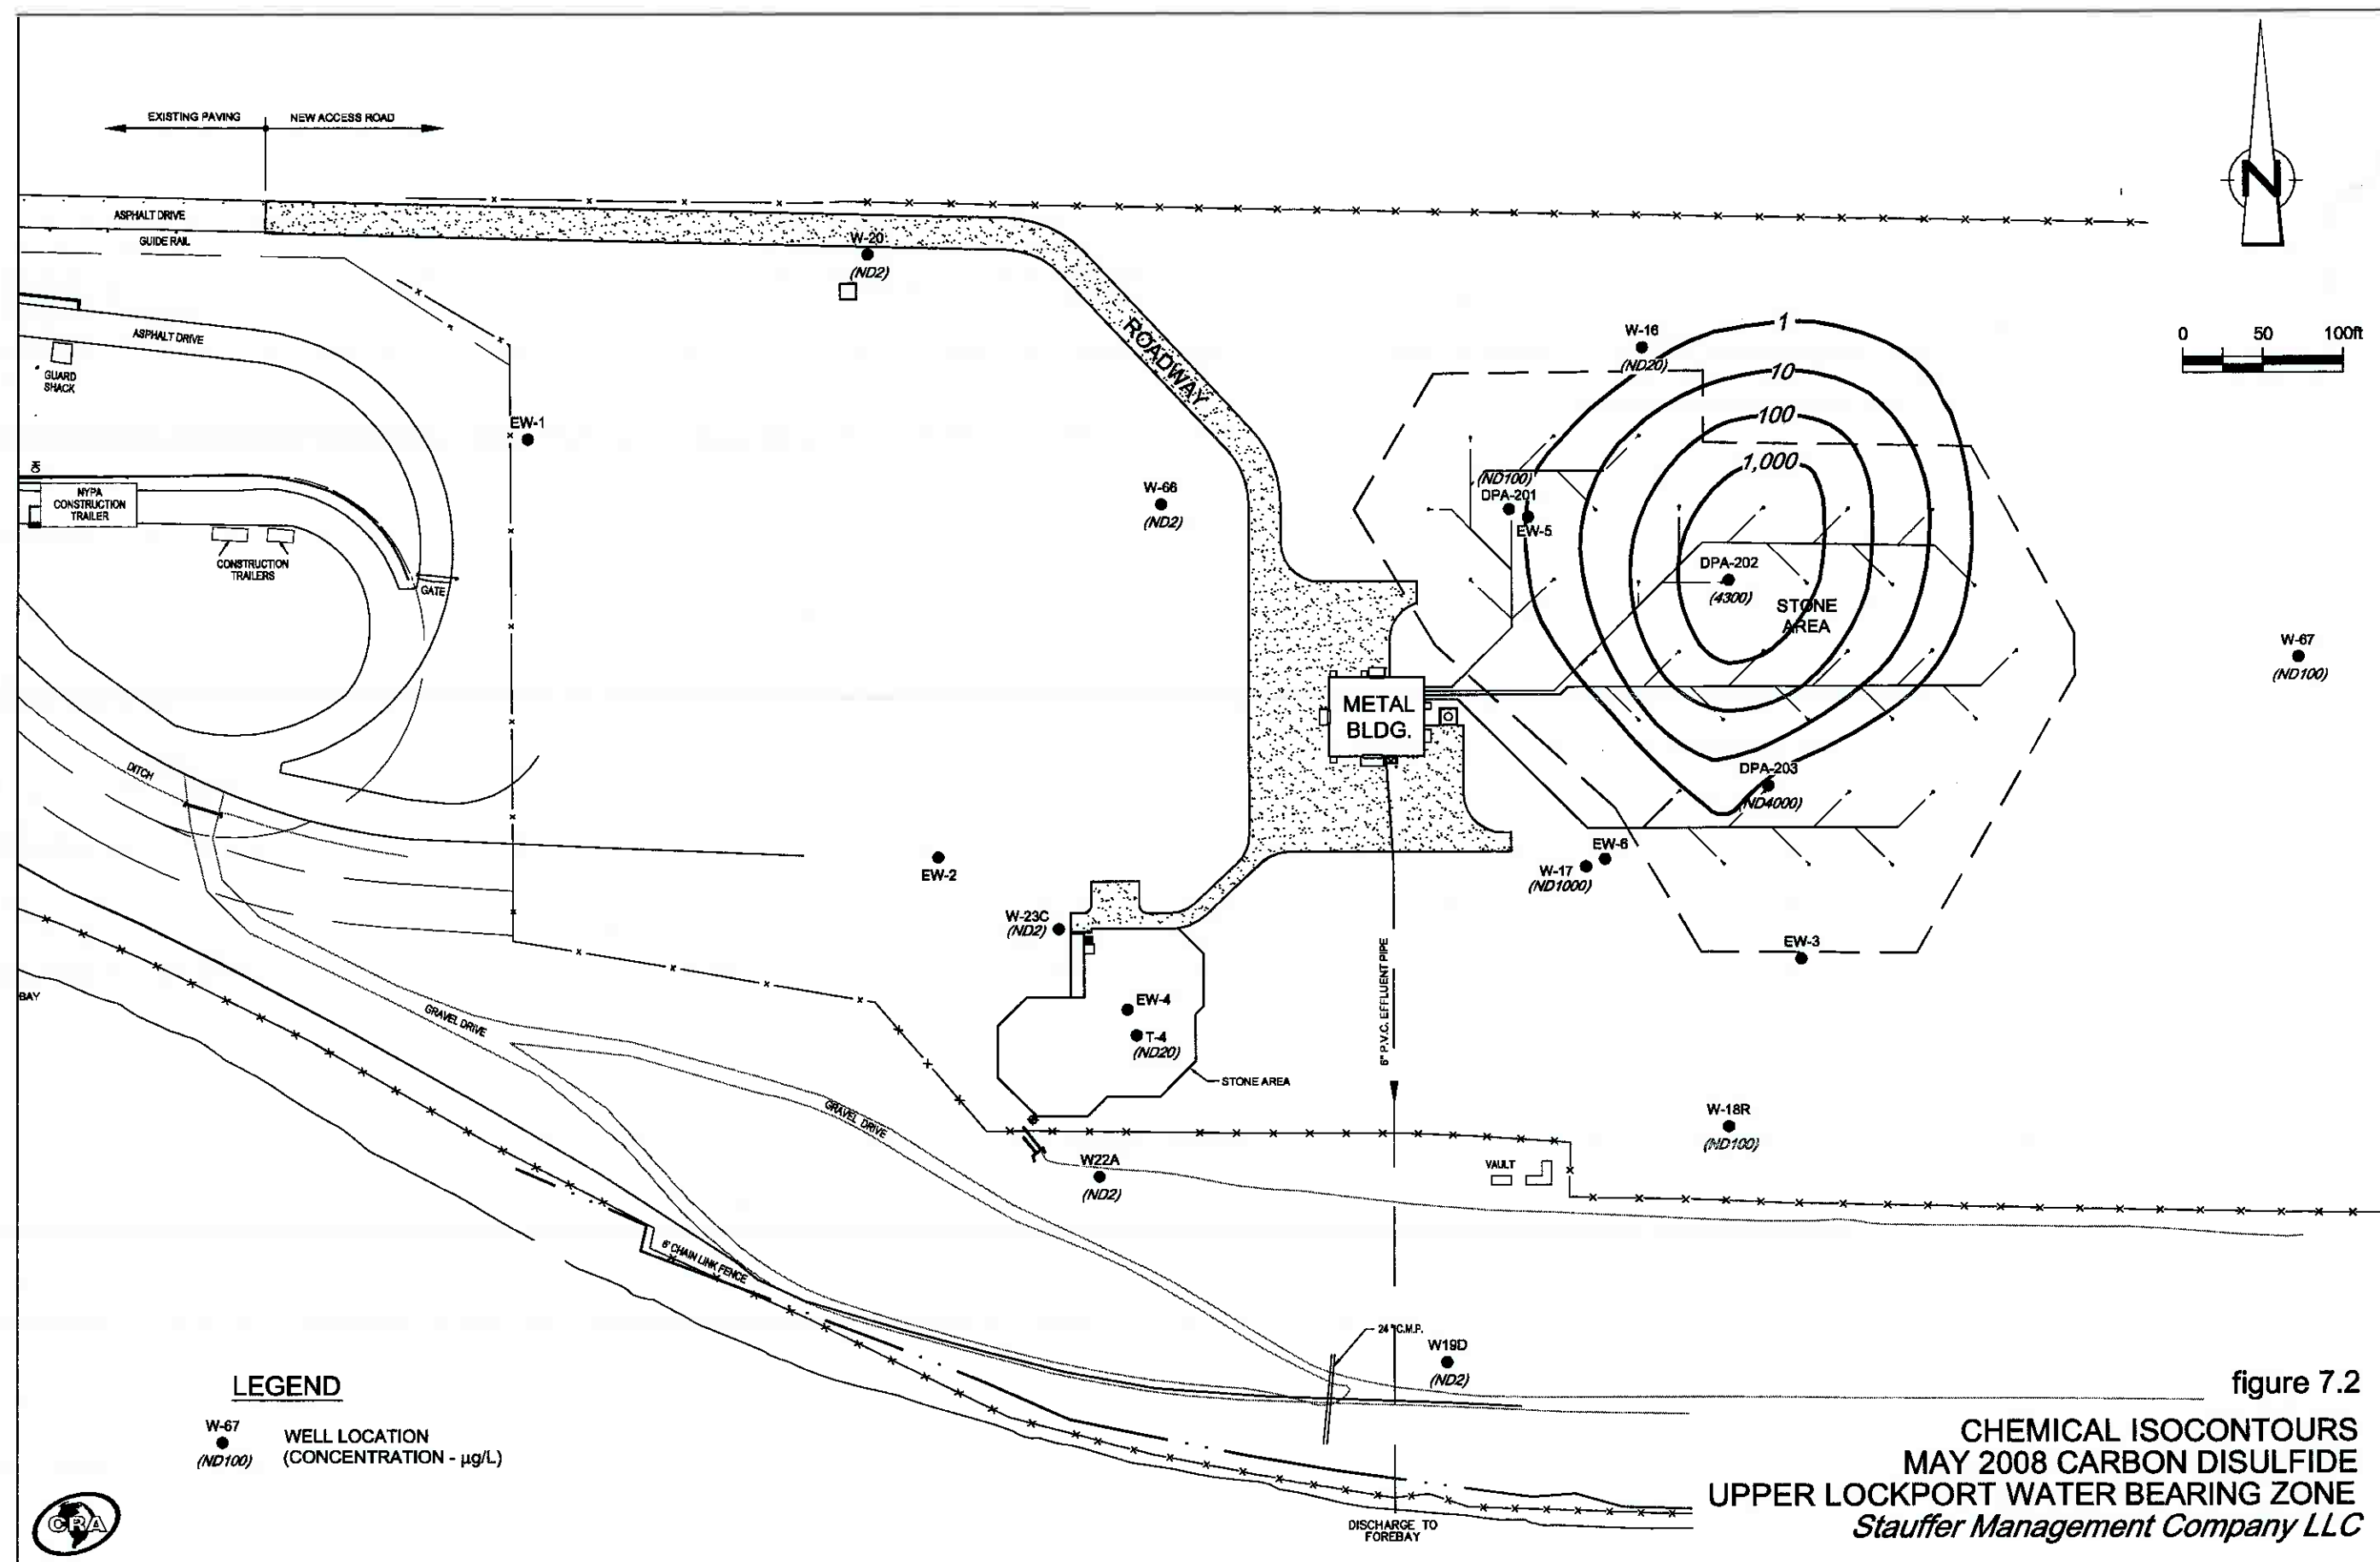 EXISTING PAVING
NEW ACCESS ROAD
ASPHALT DRIVE
GUIDE RAIL
W-20
(ND2)
N
ROADWAY
ASPHALT DRIVE
GUARD
SHACK
W-16
(ND20)
1
10
100
1,000
0 50 100ft
EW-1
OH
NYPA
CONSTRUCTION
TRAILER
CONSTRUCTION
TRAILERS
GATE
W-66
(ND2)
(ND100)
DPA-201
EW-5
DPA-202
(4300)
STONE
AREA
W-67
(ND100)
METAL
BLDG.
DITCH
DPA-203
(ND4000)
EW-2
EW-6
W-17
(ND1000)
W-23C
(ND2)
EW-3
6" P.V.C. EFFLUENT PIPE
BAY
GRAVEL DRIVE
EW-4
T-4
(ND20)
STONE AREA
GRAVEL DRIVE
W-18R
(ND100)
VAULT
W22A
(ND2)
6' CHAIN LINK FENCE
24" C.M.P.
W19D
(ND2)
LEGEND
W-67
(ND100)
WELL LOCATION
(CONCENTRATION - µg/L)
CRA
DISCHARGE TO
FOREBAY
figure 7.2
CHEMICAL ISOCONTOURS
MAY 2008 CARBON DISULFIDE
UPPER LOCKPORT WATER BEARING ZONE
Stauffer Management Company LLC